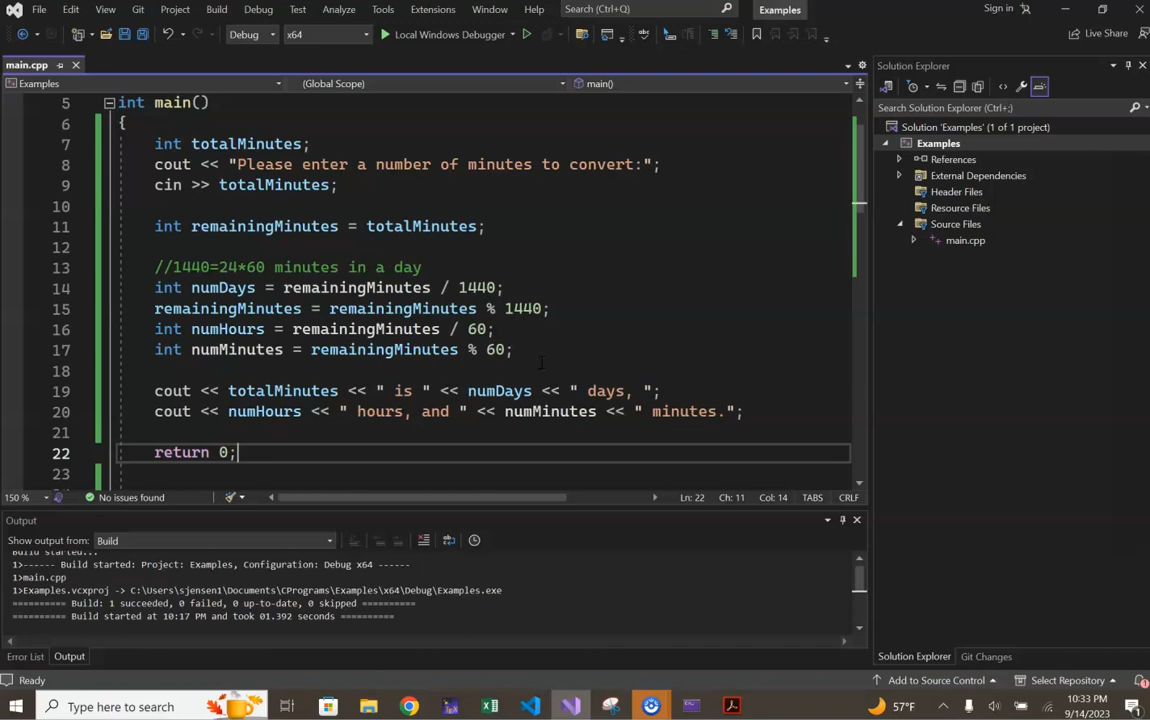 File Edit View Git Project Build Debug Test Analyze Tools Extensions Window Help Search (Ctrl+Q) Examples Sign in
Debug x64 Local Windows Debugger Live Share
main.cpp
Examples (Global Scope) main()
5 int main()
6 {
7 int totalMinutes;
8 cout << "Please enter a number of minutes to convert:";
9 cin >> totalMinutes;
10
11 int remainingMinutes = totalMinutes;
12
13 //1440=24*60 minutes in a day
14 int numDays = remainingMinutes / 1440;
15 remainingMinutes = remainingMinutes % 1440;
16 int numHours = remainingMinutes / 60;
17 int numMinutes = remainingMinutes % 60;
18
19 cout << totalMinutes << " is " << numDays << " days, ";
20 cout << numHours << " hours, and " << numMinutes << " minutes.";
21
22 return 0;
23
150 % No issues found Ln: 22 Ch: 11 Col: 14 TABS CRLF
Output
Show output from: Build
Build started...
1>------ Build started: Project: Examples, Configuration: Debug x64 ------
1>main.cpp
1>Examples.vcxproj -> C:\Users\sjensen1\Documents\CPrograms\Examples\x64\Debug\Examples.exe
========== Build: 1 succeeded, 0 failed, 0 up-to-date, 0 skipped ==========
========== Build started at 10:17 PM and took 01.392 seconds ==========
Error List Output
Solution Explorer
Search Solution Explorer (Ctrl+;)
Solution 'Examples' (1 of 1 project)
Examples
References
External Dependencies
Header Files
Resource Files
Source Files
main.cpp
Solution Explorer Git Changes
Ready Add to Source Control Select Repository 1
Type here to search 57°F 10:33 PM
9/14/2023